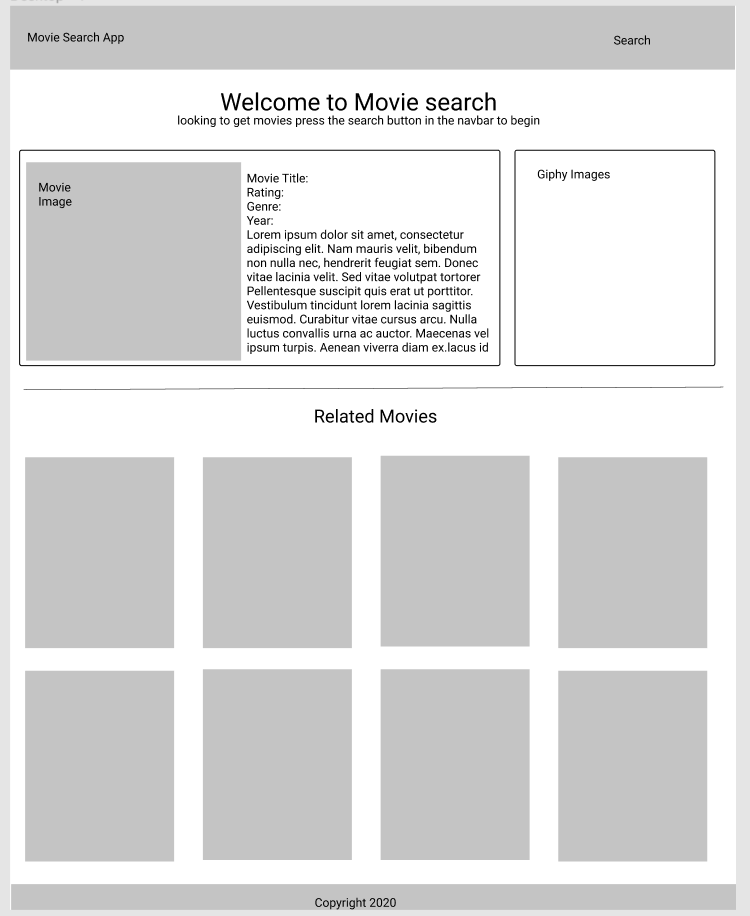 Movie Search App
Search
Welcome to Movie search
looking to get movies press the search button in the navbar to begin
Movie
Image
Movie Title:
Rating:
Genre:
Year:
Lorem ipsum dolor sit amet, consectetur
adipiscing elit. Nam mauris velit, bibendum
non nulla nec, hendrerit feugiat sem. Donec
vitae lacinia velit. Sed vitae volutpat tortorer
Pellentesque suscipit quis erat ut porttitor.
Vestibulum tincidunt lorem lacinia sagittis
euismod. Curabitur vitae cursus arcu. Nulla
luctus convallis urna ac auctor. Maecenas vel
ipsum turpis. Aenean viverra diam ex.lacus id
Giphy Images
Related Movies
Copyright 2020